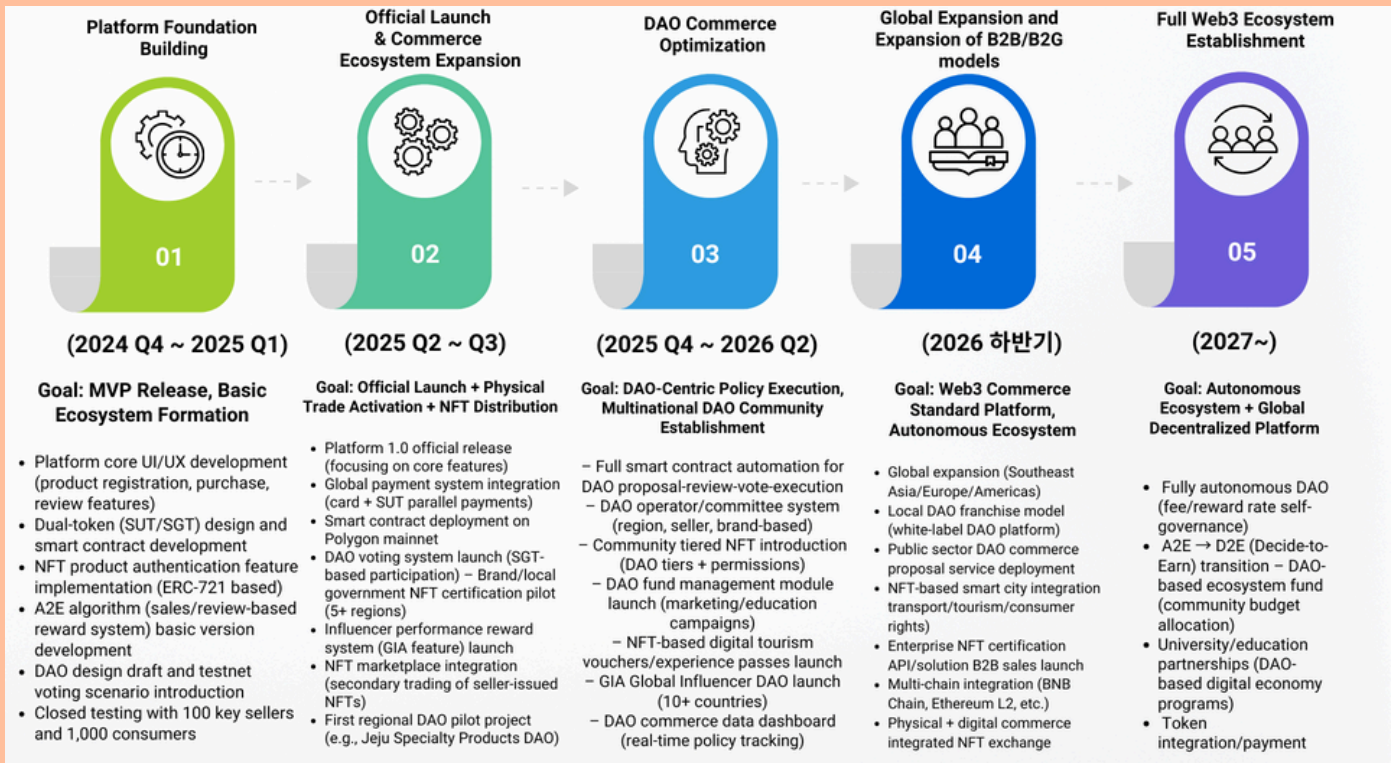 Platform Foundation
Building
01
(2024 Q4 ~ 2025 Q1)
Goal: MVP Release, Basic
Ecosystem Formation
• Platform core UI/UX development
(product registration, purchase,
review features)
• Dual-token (SUT/SGT) design and
smart contract development
• NFT product authentication feature
implementation (ERC-721 based)
• A2E algorithm (sales/review-based
reward system) basic version
development
• DAO design draft and testnet
voting scenario introduction
• Closed testing with 100 key sellers
and 1,000 consumers
Official Launch
& Commerce
Ecosystem Expansion
02
(2025 Q2 ~ Q3)
Goal: Official Launch + Physical
Trade Activation + NFT Distribution
• Platform 1.0 official release
(focusing on core features)
• Global payment system integration
(card + SUT parallel payments)
• Smart contract deployment on
Polygon mainnet
• DAO voting system launch (SGT-
based participation) – Brand/local
government NFT certification pilot
(5+ regions)
• Influencer performance reward
system (GIA feature) launch
• NFT marketplace integration
(secondary trading of seller-issued
NFTs)
• First regional DAO pilot project
(e.g., Jeju Specialty Products DAO)
DAO Commerce
Optimization
03
(2025 Q4 ~ 2026 Q2)
Goal: DAO-Centric Policy Execution,
Multinational DAO Community
Establishment
– Full smart contract automation for
DAO proposal-review-vote-execution
– DAO operator/committee system
(region, seller, brand-based)
– Community tiered NFT introduction
(DAO tiers + permissions)
– DAO fund management module
launch (marketing/education
campaigns)
– NFT-based digital tourism
vouchers/experience passes launch
– GIA Global Influencer DAO launch
(10+ countries)
– DAO commerce data dashboard
(real-time policy tracking)
Global Expansion and
Expansion of B2B/B2G
models
04
(2026 하반기)
Goal: Web3 Commerce
Standard Platform,
Autonomous Ecosystem
• Global expansion (Southeast
Asia/Europe/Americas)
• Local DAO franchise model
(white-label DAO platform)
• Public sector DAO commerce
proposal service deployment
• NFT-based smart city integration
transport/tourism/consumer
rights)
• Enterprise NFT certification
API/solution B2B sales launch
• Multi-chain integration (BNB
Chain, Ethereum L2, etc.)
• Physical + digital commerce
integrated NFT exchange
Full Web3 Ecosystem
Establishment
05
(2027~)
Goal: Autonomous
Ecosystem + Global
Decentralized Platform
• Fully autonomous DAO
(fee/reward rate self-
governance)
• A2E → D2E (Decide-to-
Earn) transition – DAO-
based ecosystem fund
(community budget
allocation)
• University/education
partnerships (DAO-
based digital economy
programs)
• Token
integration/payment